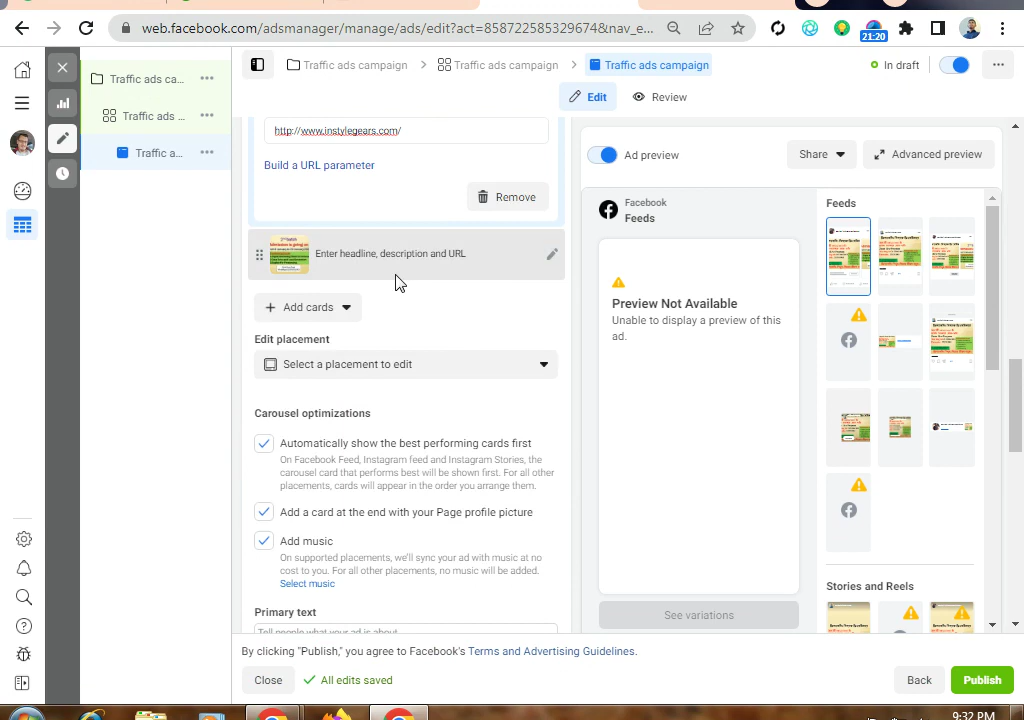 web.facebook.com/adsmanager/manage/ads/edit?act=858722585329674&nav_e...
21:20
Traffic ads ca...
Traffic ads ...
Traffic a...
Traffic ads campaign
Traffic ads campaign
Traffic ads campaign
In draft
Edit
Review
http://www.instylegears.com/
Build a URL parameter
Remove
Enter headline, description and URL
Add cards
Edit placement
Select a placement to edit
Carousel optimizations
Automatically show the best performing cards first
On Facebook Feed, Instagram feed and Instagram Stories, the
carousel card that performs best will be shown first. For all other
placements, cards will appear in the order you arrange them.
Add a card at the end with your Page profile picture
Add music
On supported placements, we'll sync your ad with music at no
cost to you. For all other placements, no music will be added.
Select music
Primary text
Tell people what your ad is about
Ad preview
Share
Advanced preview
Facebook
Feeds
Preview Not Available
Unable to display a preview of this
ad.
See variations
Feeds
Stories and Reels
By clicking "Publish," you agree to Facebook's Terms and Advertising Guidelines.
Close
All edits saved
Back
Publish
9:32 PM